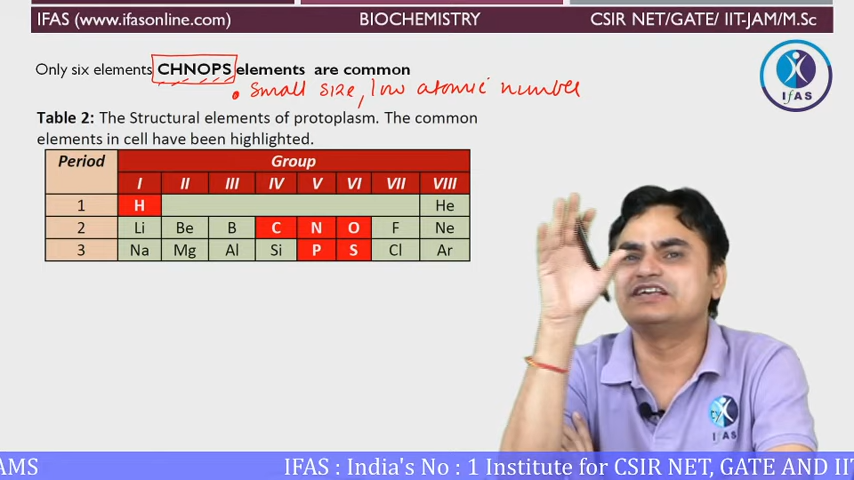 IFAS (www.ifasonline.com) BIOCHEMISTRY CSIR NET/GATE/ IIT-JAM/M.Sc
Only six elements CHNOPS elements are common
• small size, low atomic number
IFAS
Table 2: The Structural elements of protoplasm. The common
elements in cell have been highlighted.
Period Group
I II III IV V VI VII VIII
1 H He
2 Li Be B C N O F Ne
3 Na Mg Al Si P S Cl Ar
IFAS
AMS IFAS : India's No : 1 Institute for CSIR NET, GATE AND IIT